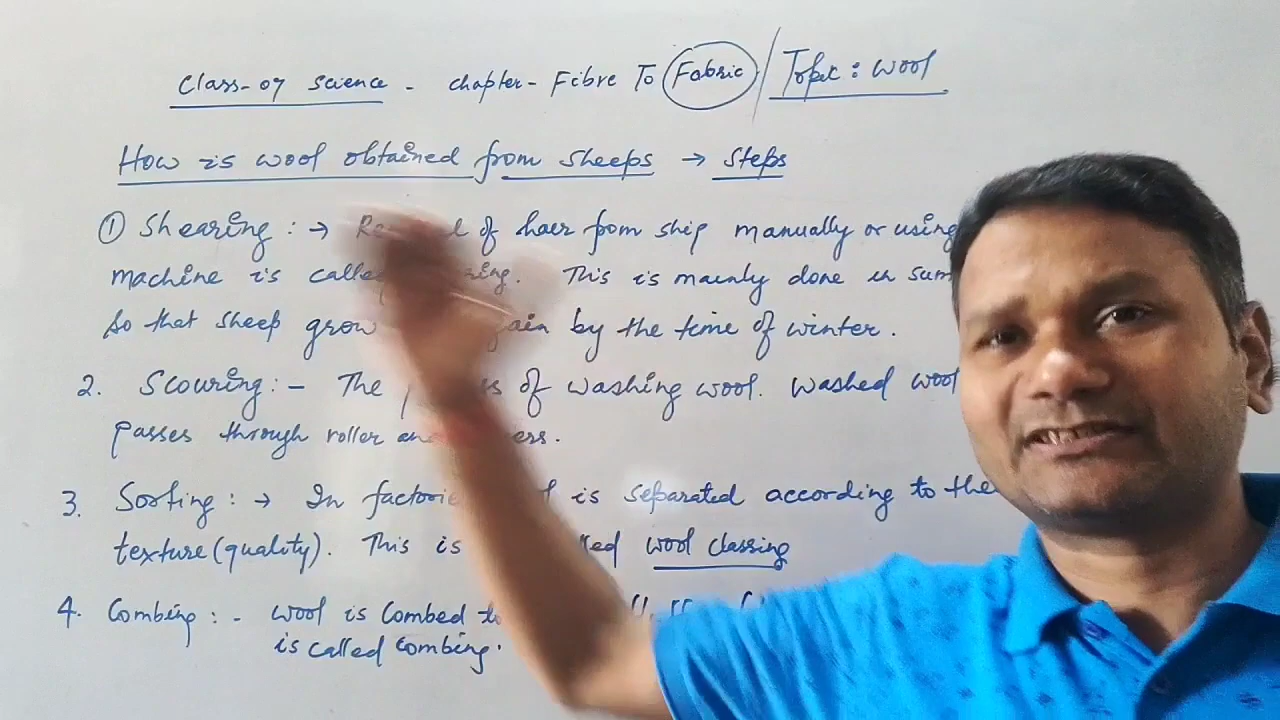 Class-07 Science - chapter- Fibre To Fabric / Topic: wool
How is wool obtained from sheeps → Steps
① Shearing : → of haer from ship manually or using
machine is This is mainly done in
So that sheep grow by the time of winter.
2. Scouring :- The of washing wool. washed wool
passes through roller
3. Sorting : → In is separated according to the
texture (quality). This is wool classing
4. Combing : - wool is combed
is called combing.